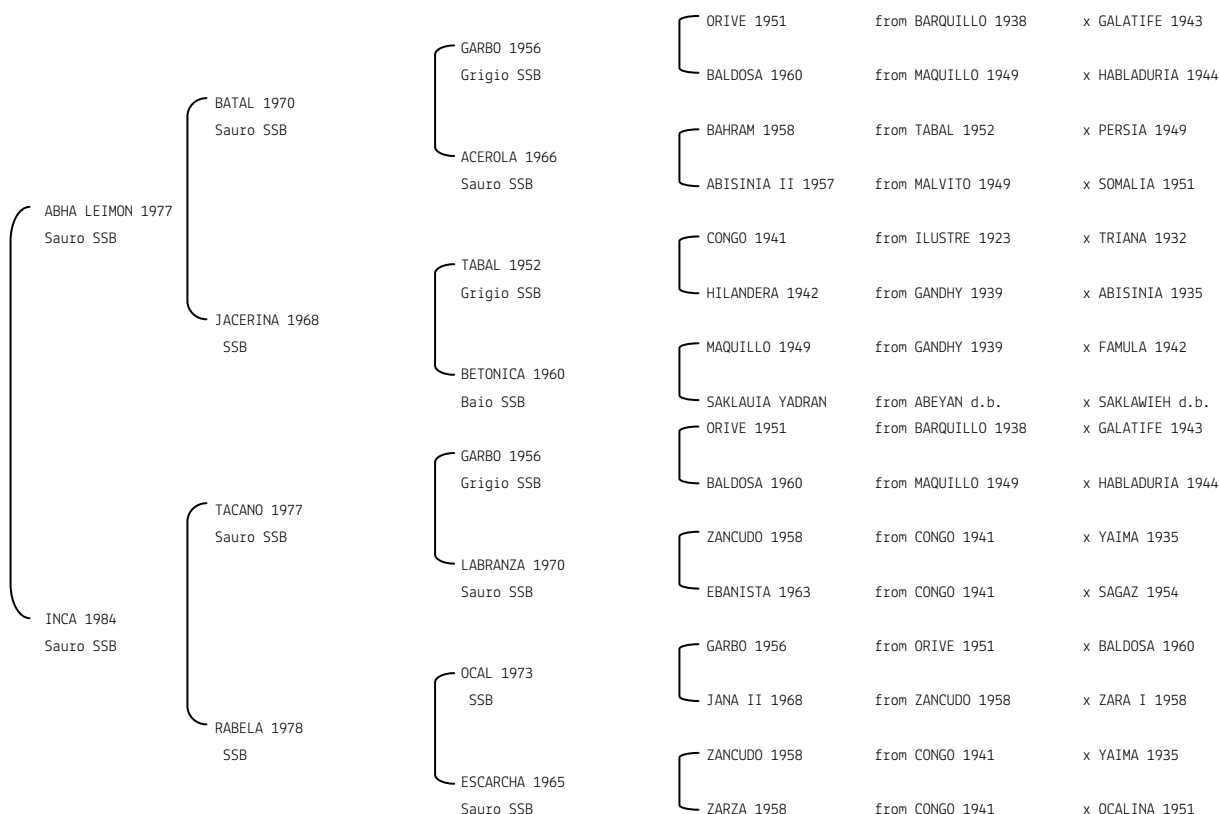 ORIVE 1951 from BARQUILLO 1938 x GALATIFE 1943
GARBO 1956
Grigio SSB BALDOSA 1960 from MAQUILLO 1949 x HABLADURIA 1944
BATAL 1970
Sauro SSB BAHRAM 1958 from TABAL 1952 x PERSIA 1949
ACEROLA 1966
Sauro SSB ABISINIA II 1957 from MALVITO 1949 x SOMALIA 1951
ABHA LEIMON 1977
Sauro SSB CONGO 1941 from ILUSTRE 1923 x TRIANA 1932
TABAL 1952
Grigio SSB HILANDERA 1942 from GANDHY 1939 x ABISINIA 1935
JACERINA 1968
SSB MAQUILLO 1949 from GANDHY 1939 x FAMULA 1942
BETONICA 1960
Baio SSB SAKLAUIA YADRAN from ABEYAN d.b. x SAKLAWIEH d.b.
ORIVE 1951 from BARQUILLO 1938 x GALATIFE 1943
GARBO 1956
Grigio SSB BALDOSA 1960 from MAQUILLO 1949 x HABLADURIA 1944
TACANO 1977
Sauro SSB ZANCUDO 1958 from CONGO 1941 x YAIMA 1935
LABRANZA 1970
Sauro SSB EBANISTA 1963 from CONGO 1941 x SAGAZ 1954
INCA 1984
Sauro SSB GARBO 1956 from ORIVE 1951 x BALDOSA 1960
OCAL 1973
SSB JANA II 1968 from ZANCUDO 1958 x ZARA I 1958
RABELA 1978
SSB ZANCUDO 1958 from CONGO 1941 x YAIMA 1935
ESCARCHA 1965
Sauro SSB ZARZA 1958 from CONGO 1941 x OCALINA 1951